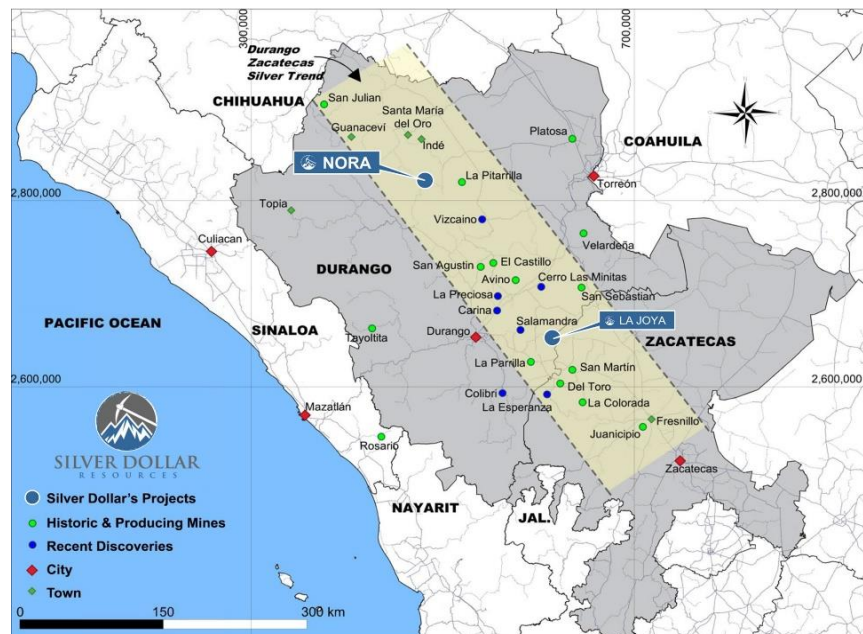 300,000
700,000
Durango
Zacatecas
Silver Trend
CHIHUAHUA
San Julian
Santa María
del Oro
Guanaceví
Indé
Platosa
COAHUILA
NORA
La Pitarrilla
Torreón
2,800,000
2,800,000
Topia
Vizcaino
Culiacan
Velardeña
El Castillo
San Agustin
DURANGO
Avino
Cerro Las Minitas
La Preciosa
San Sebastian
Carina
PACIFIC OCEAN
SINALOA
Salamandra
LA JOYA
Tayoltita
Durango
ZACATECAS
La Parrilla
San Martín
2,600,000
2,600,000
Del Toro
Colibri
La Esperanza
La Colorada
Mazatlán
Fresnillo
Juanicipio
Rosario
Zacatecas
SILVER DOLLAR
RESOURCES
NAYARIT
JAL.
Silver Dollar's Projects
Historic & Producing Mines
Recent Discoveries
City
Town
0
150
300 km